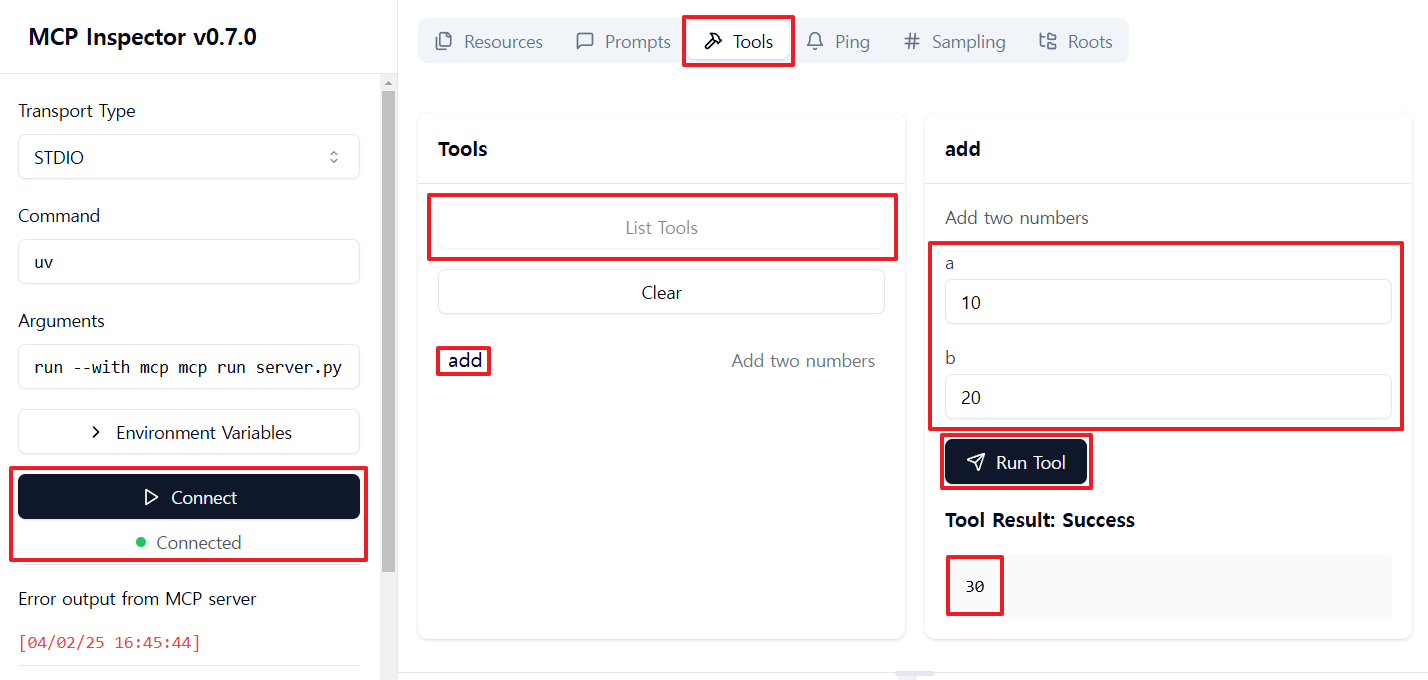 MCP Inspector v0.7.0
Transport Type
STDIO
Command
uv
Arguments
run --with mcp mcp run server.py
Environment Variables
Connect
Connected
Error output from MCP server
[04/02/25 16:45:44]
Resources Prompts Tools Ping Sampling Roots
Tools
List Tools
Clear
add Add two numbers
add
Add two numbers
a
10
b
20
Run Tool
Tool Result: Success
30